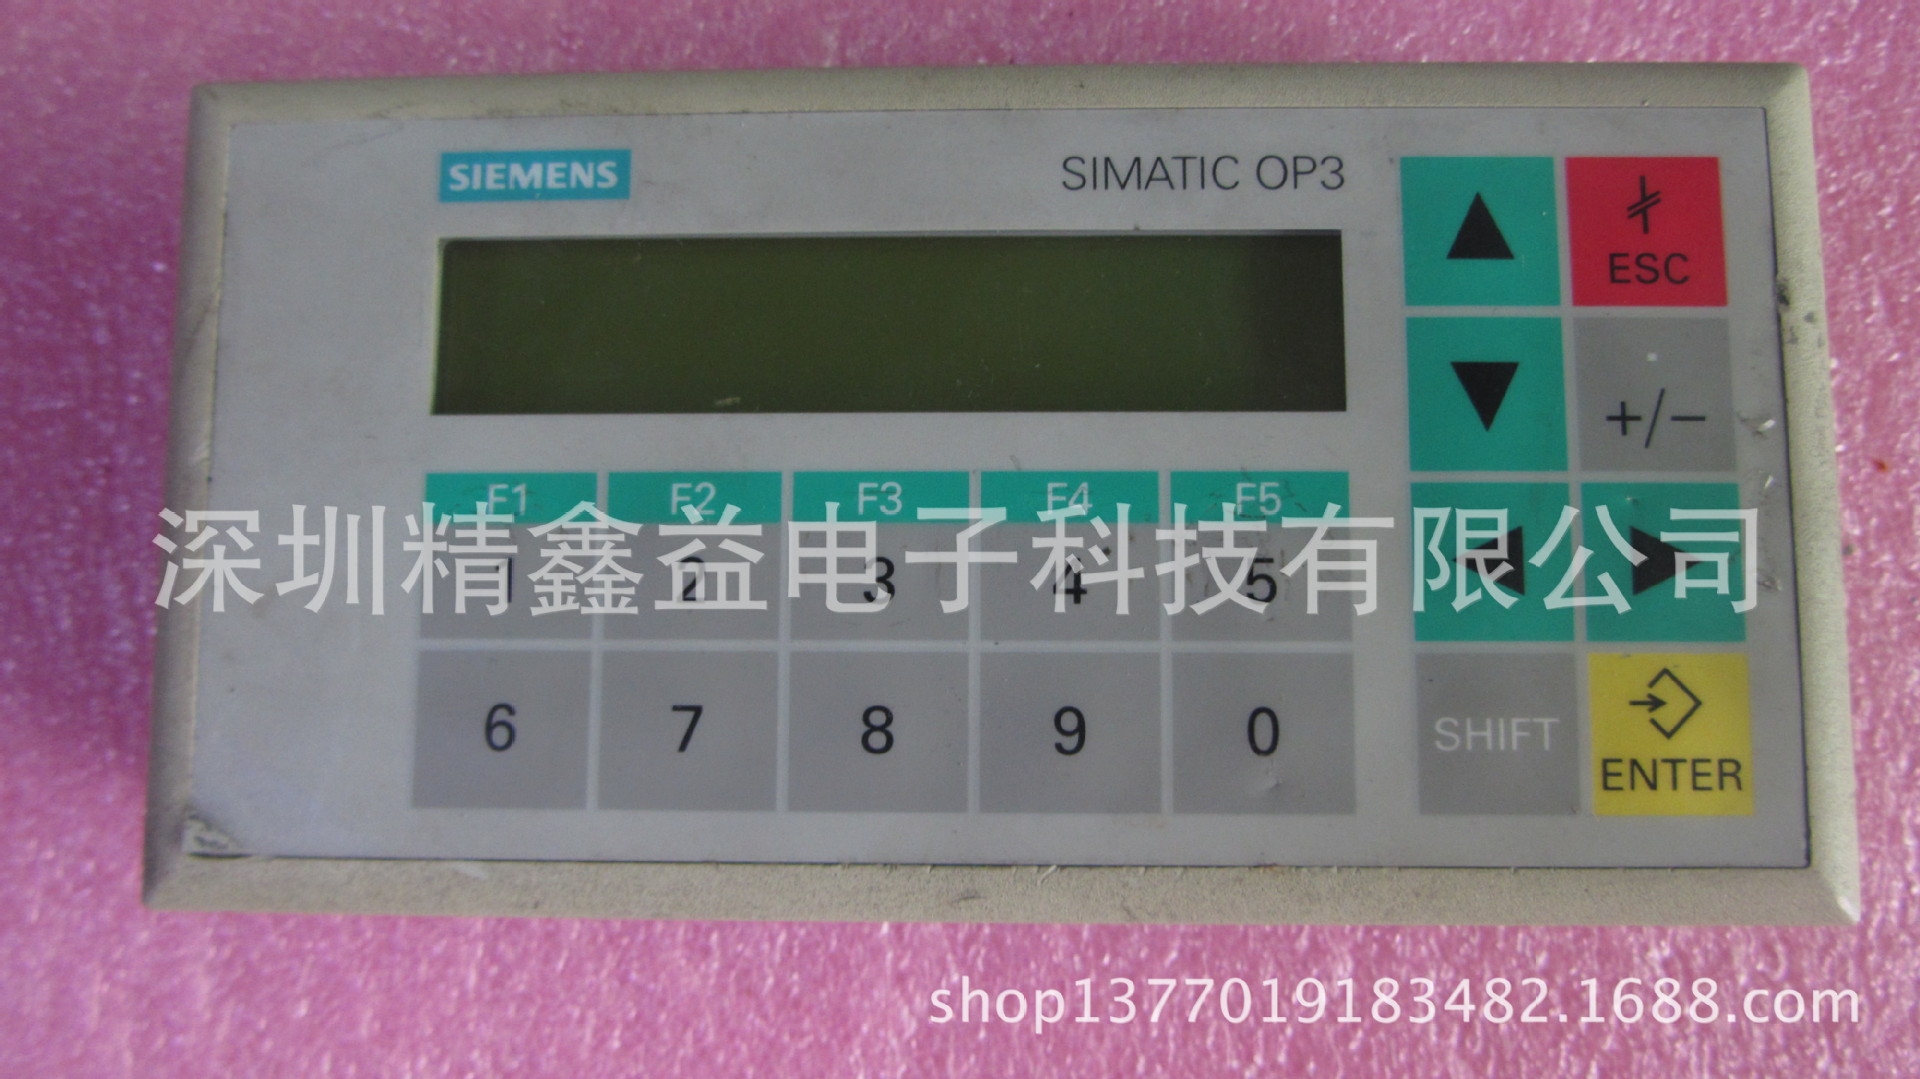 SIEMENS
SIMATIC OP3
ESC
+/−
F1 F2 F3 F4 F5
深圳精鑫益电子科技有限公司
1 2 3 4 5
6 7 8 9 0
SHIFT
ENTER
shop1377019183482.1688.com